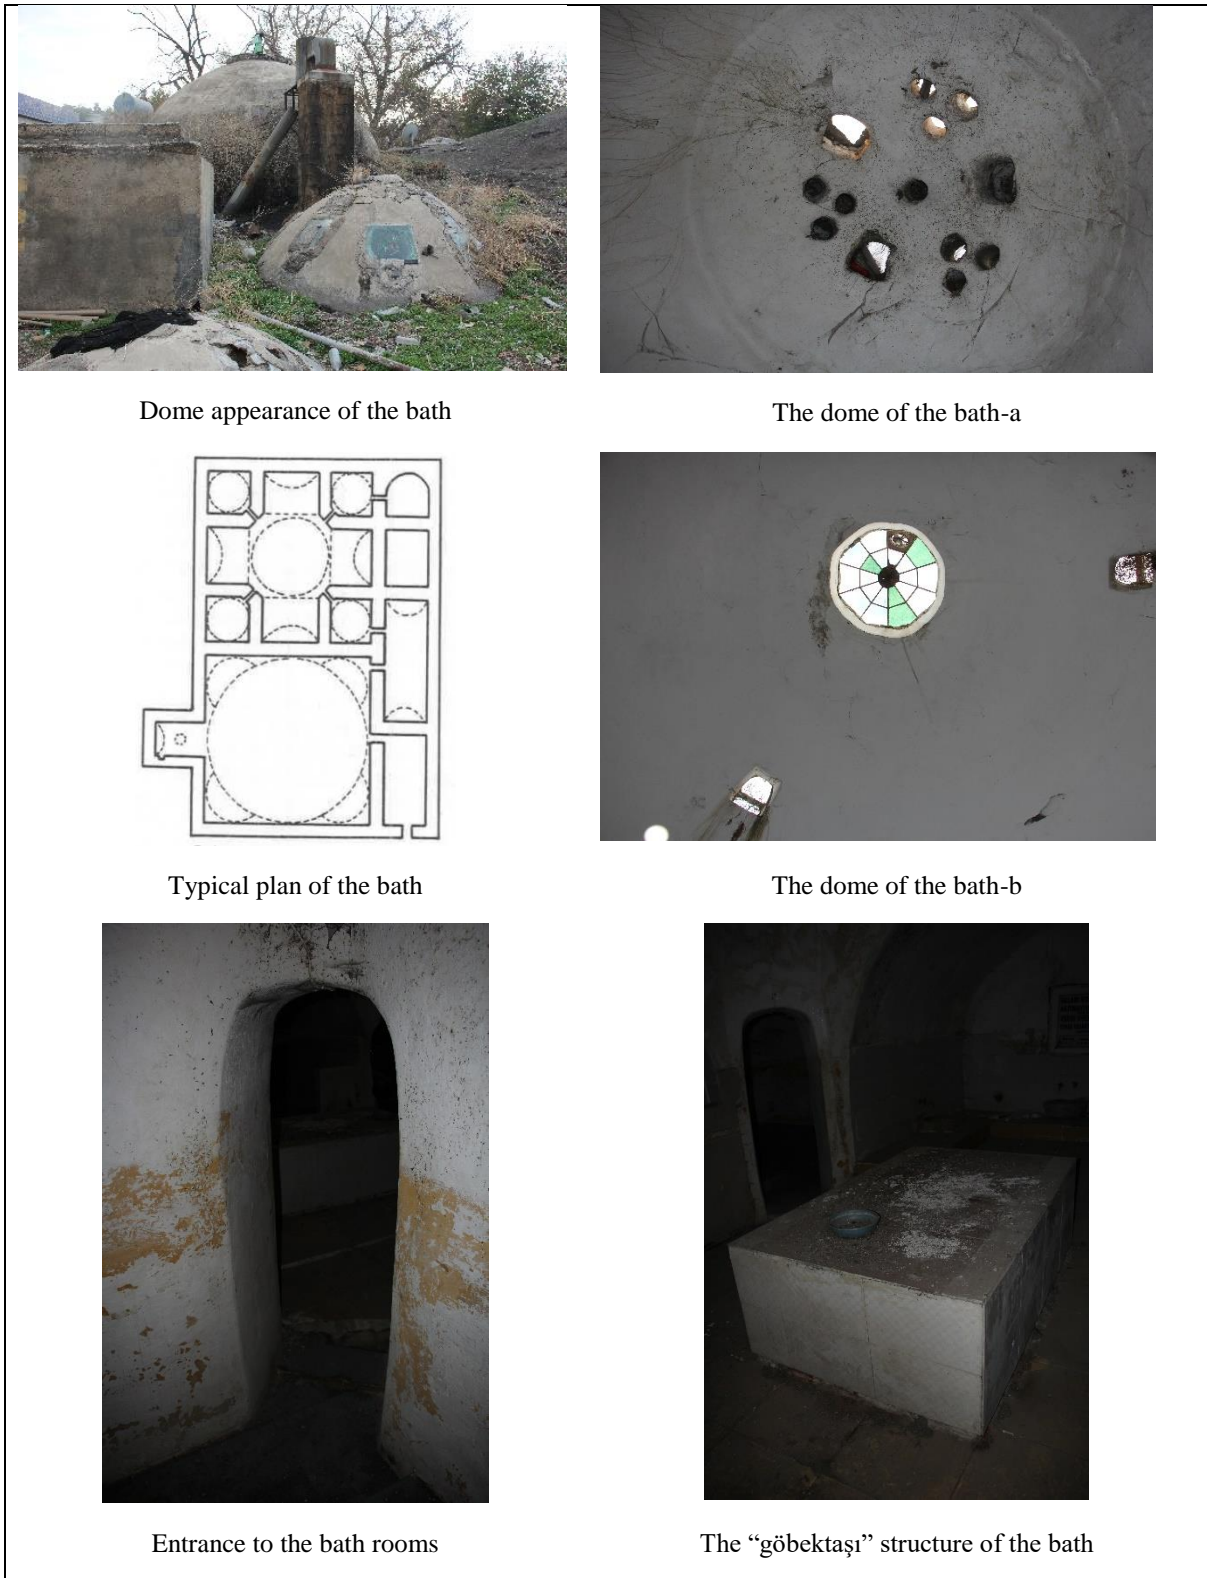 Dome appearance of the bath
The dome of the bath-a
Typical plan of the bath
The dome of the bath-b
Entrance to the bath rooms
The “göbektaşı” structure of the bath